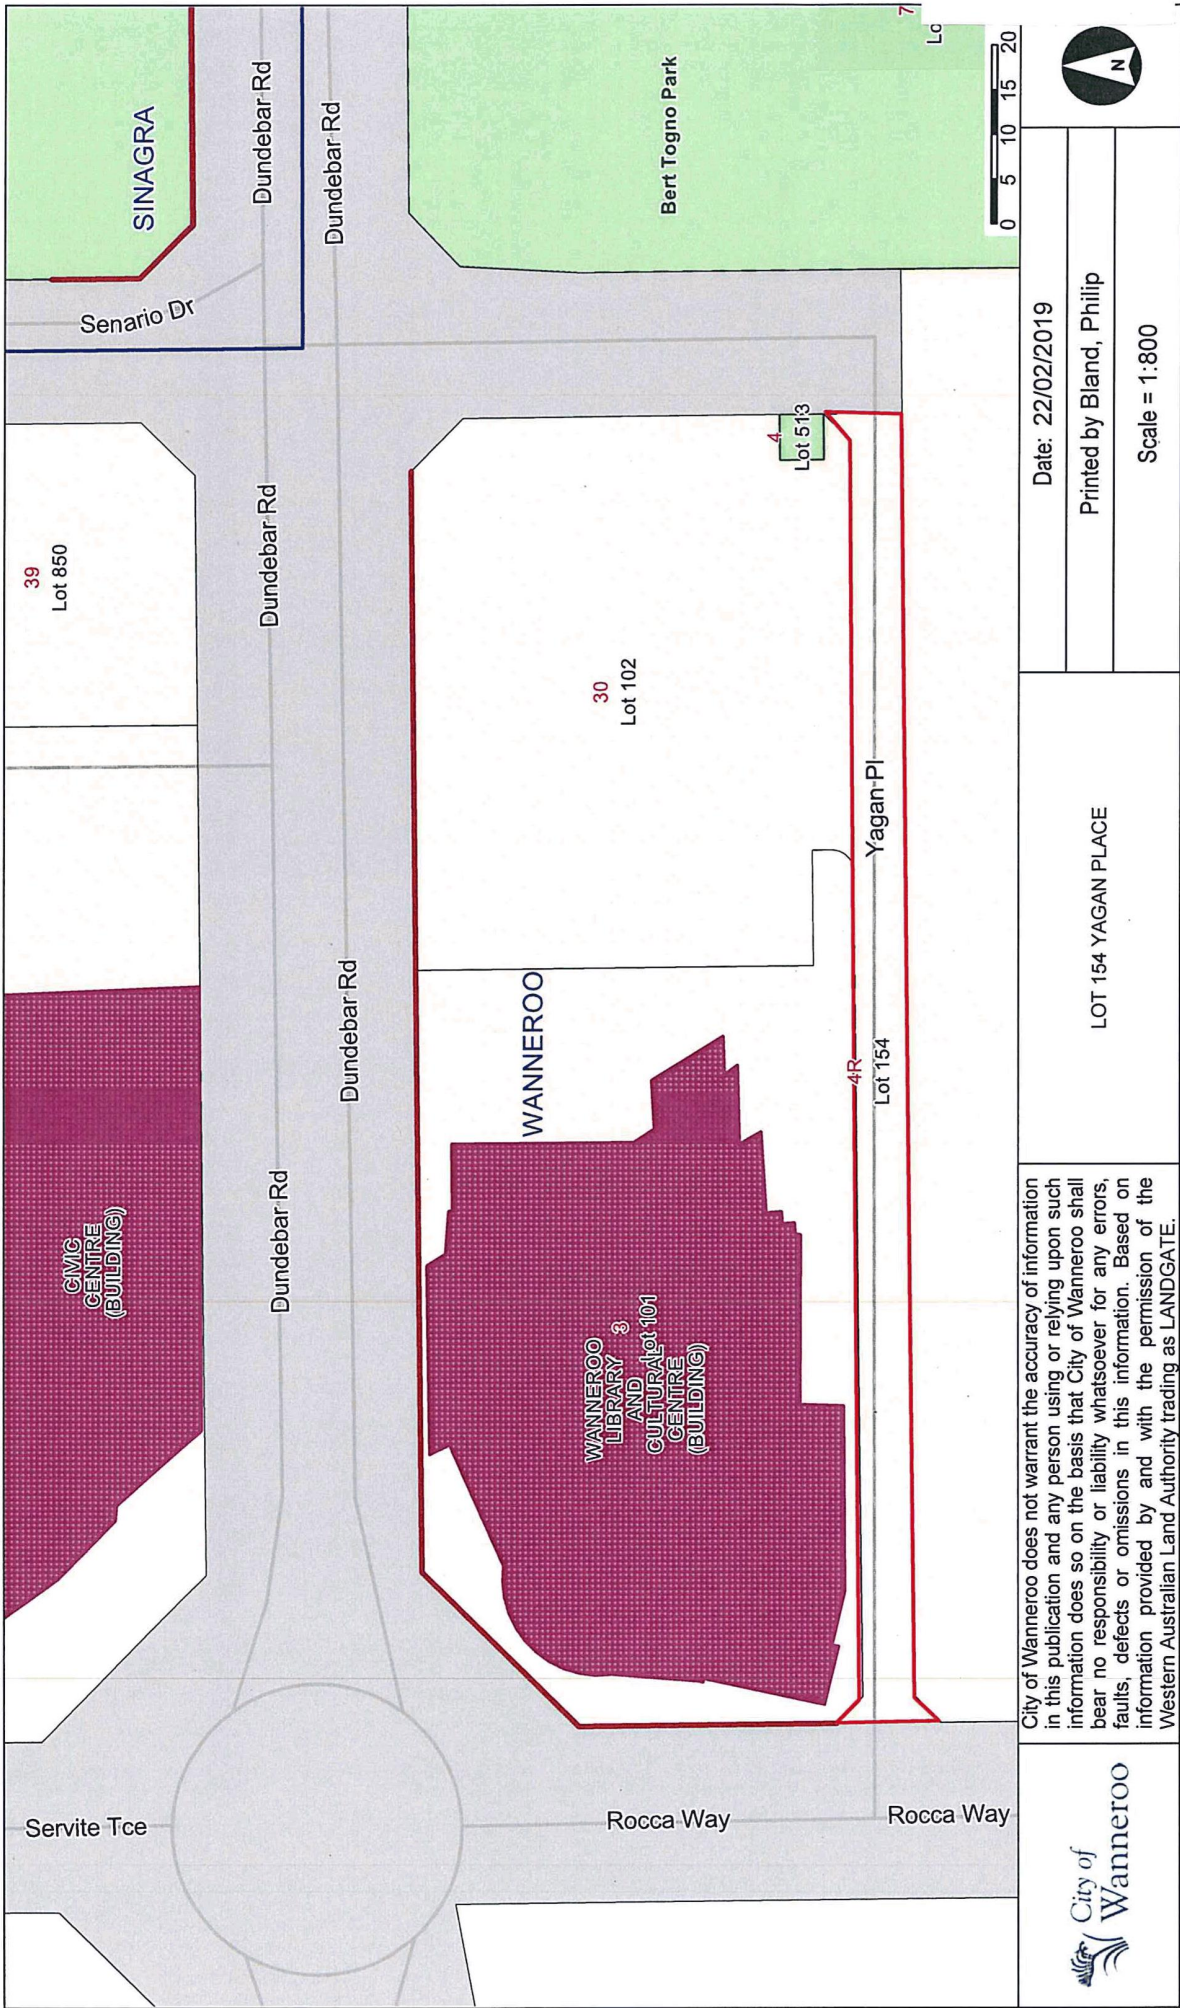 SINAGRA
Dundebar Rd
Dundebar Rd
Senario Dr
Bert Togno Park
7
Lo
39
Lot 850
Dundebar Rd
4
Lot 513
30
Lot 102
Yagan Pl
CIVIC
CENTRE
(BUILDING)
Dundebar Rd
Dundebar Rd
WANNEROO
4R
Lot 154
WANNEROO
LIBRARY
AND
CULTURAL
CENTRE
(BUILDING)
3
Lot 101
Servite Tce
Rocca Way
Rocca Way
0 5 10 15 20
City of
Wanneroo
City of Wanneroo does not warrant the accuracy of information
in this publication and any person using or relying upon such
information does so on the basis that City of Wanneroo shall
bear no responsibility or liability whatsoever for any errors,
faults, defects or omissions in this information. Based on
information provided by and with the permission of the
Western Australian Land Authority trading as LANDGATE.
LOT 154 YAGAN PLACE
Date: 22/02/2019
Printed by Bland, Philip
Scale = 1:800
N